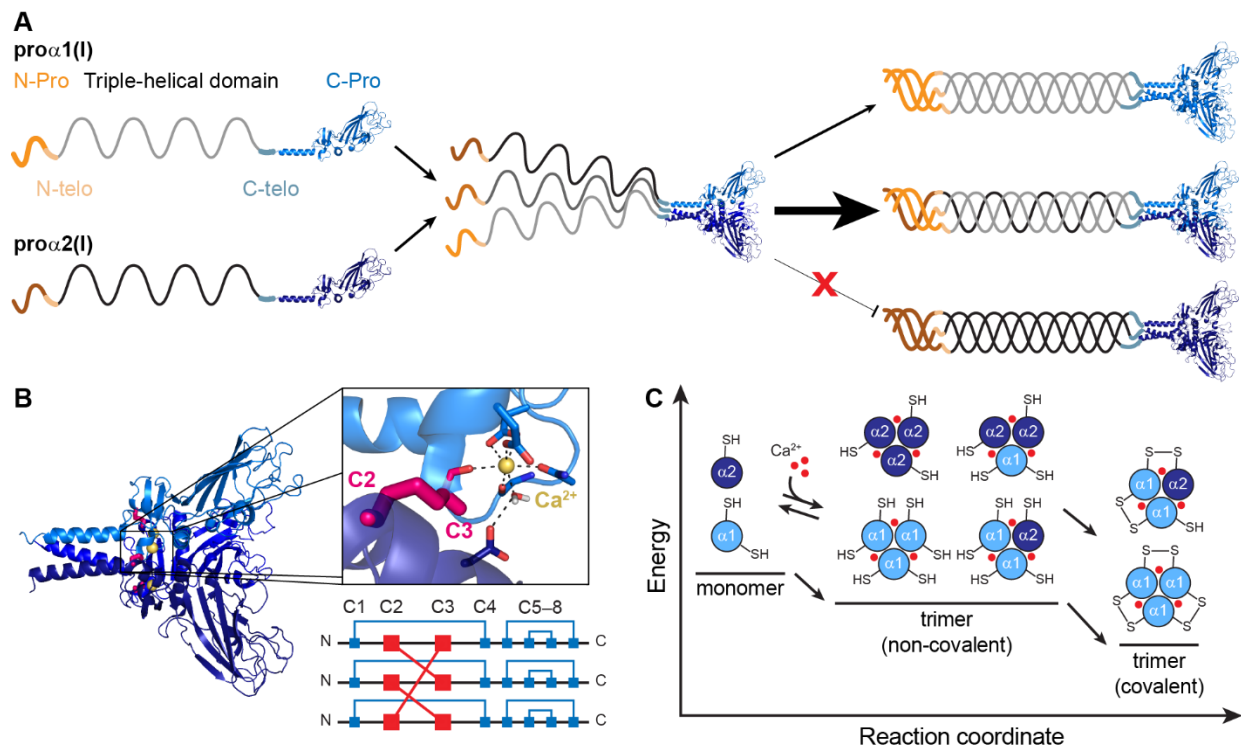 A
proα1(I)
N-Pro Triple-helical domain C-Pro
N-telo C-telo
proα2(I)
X
B
C2
C3
Ca²⁺
C1 C2 C3 C4 C5–8
N C
N C
N C
C
Energy
Ca²⁺
SH
α2
α1
SH
monomer
SH
α2 α2
α2
HS
SH
SH
α2 α2
α1
HS
SH
HS SH
α1 α1
α1
HS SH
HS SH
HS SH
α1 α2
α1
HS SH
trimer
(non-covalent)
S S
α1 α2
α1
S
S
SH
S S
α1 α1
α1
S S
S S
trimer
(covalent)
Reaction coordinate